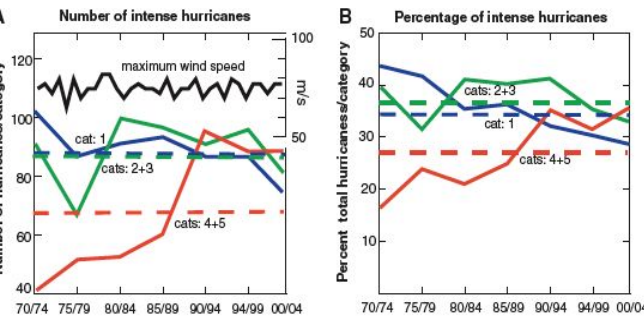 A
Number of intense hurricanes
100
120
maximum wind speed
m/s
100
50
cat: 1
cats: 2+3
80
cats: 4+5
60
40
70/74 75/79 80/84 85/89 90/94 94/99 00/04
B
Percentage of intense hurricanes
Percent total hurricaness/category
50
40
cats: 2+3
cat: 1
30
cats: 4+5
20
10
70/74 75/79 80/84 85/89 90/94 94/99 00/04